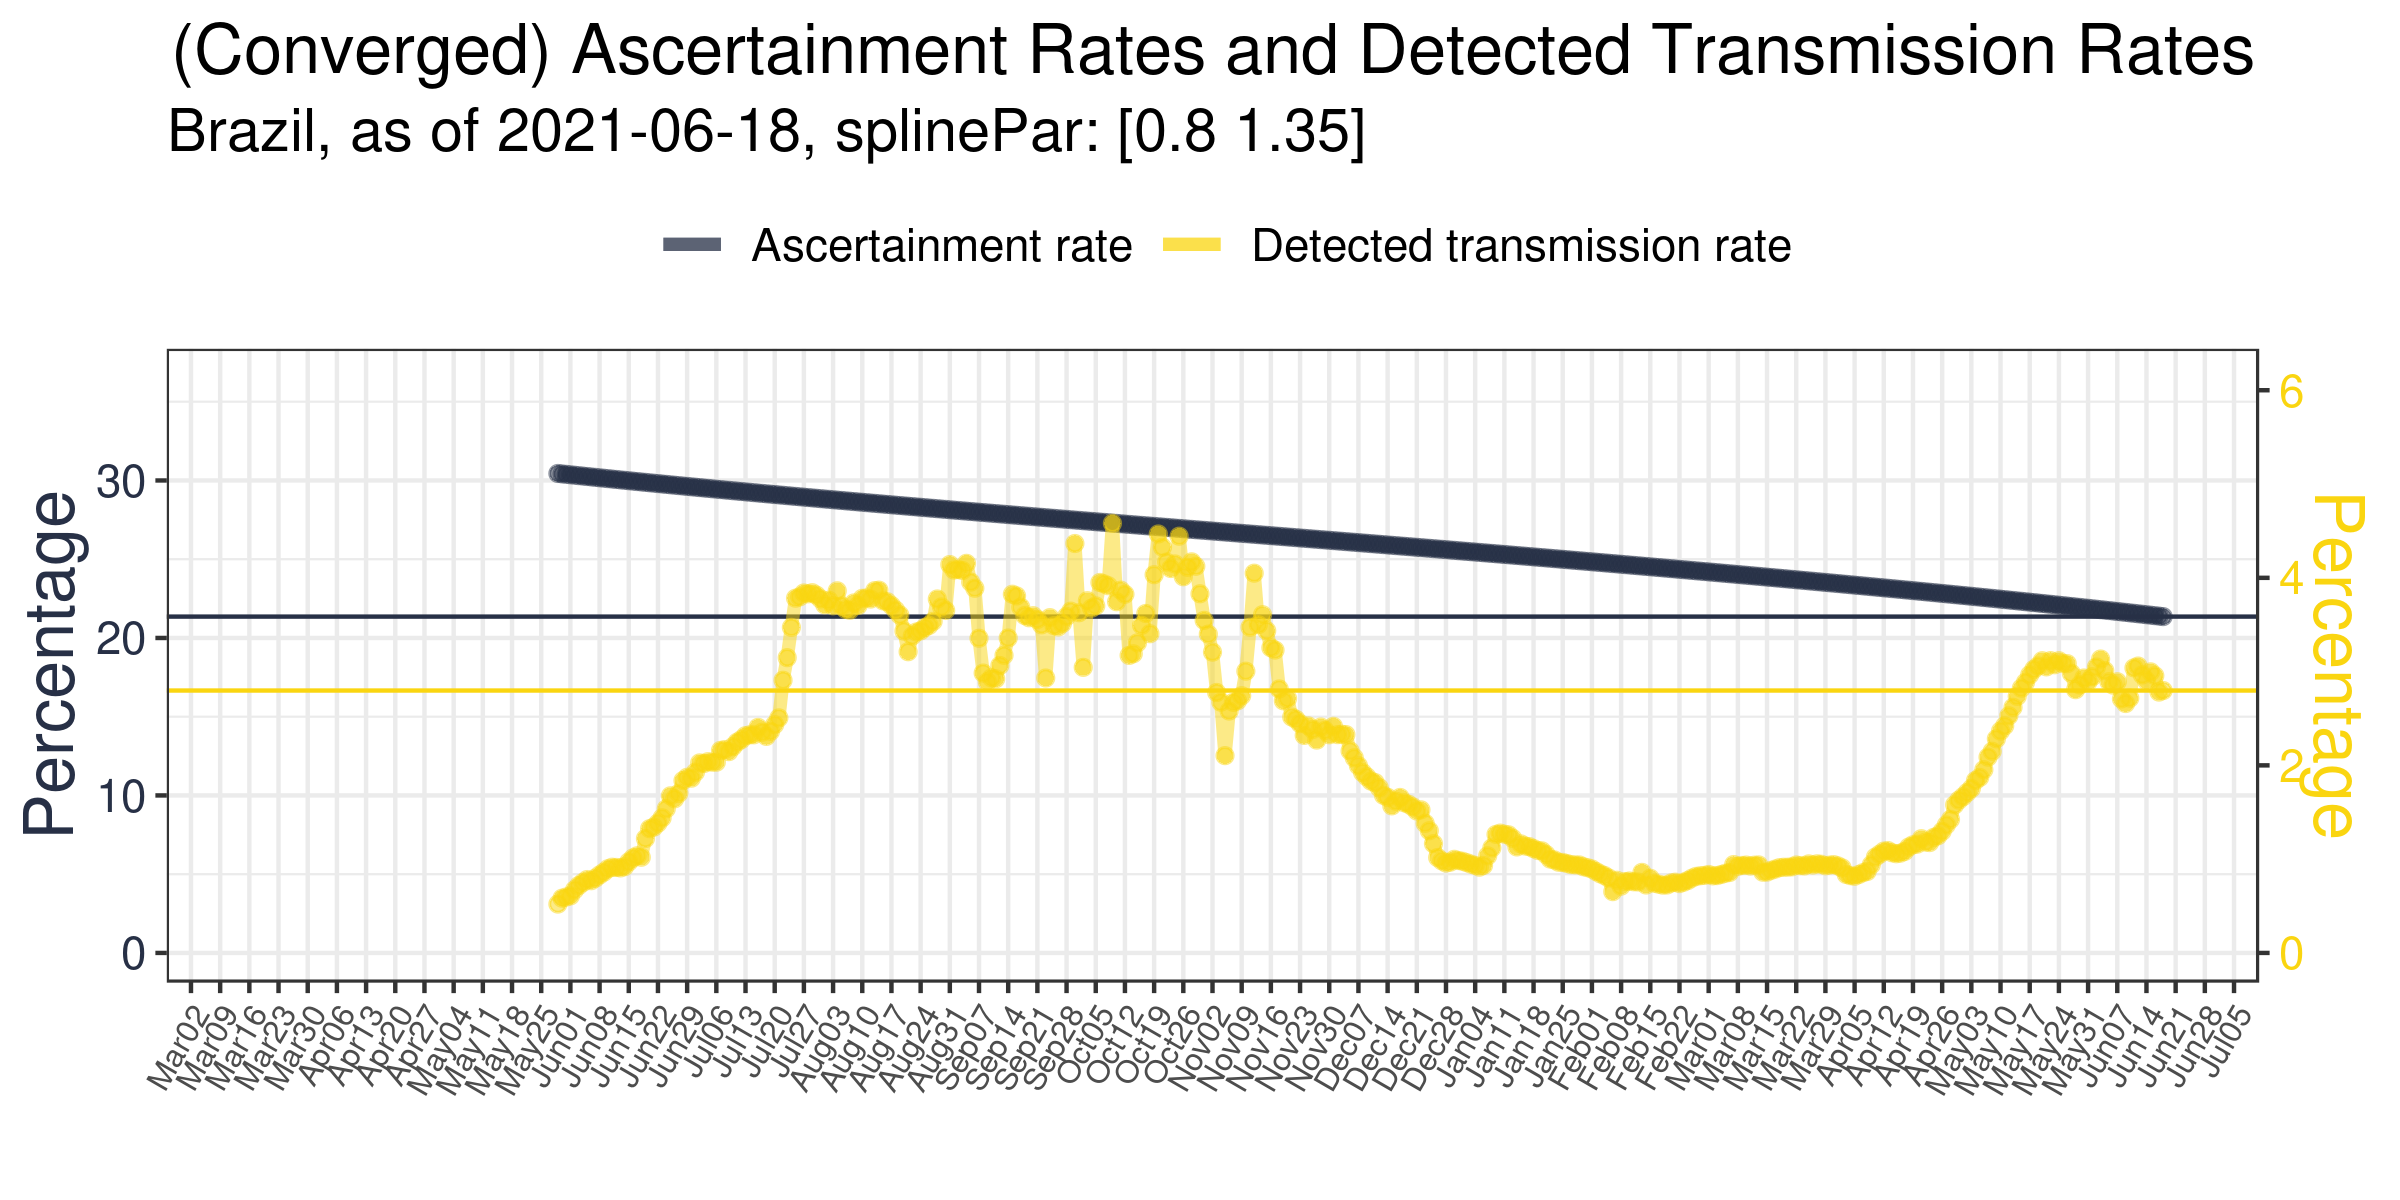 (Converged) Ascertainment Rates and Detected Transmission Rates
Brazil, as of 2021-06-18, splinePar: [0.8 1.35]
Ascertainment rate
Detected transmission rate
Percentage
30
20
10
0
6
4
2
0
Percentage
Mar02
Mar09
Mar16
Mar23
Mar30
Apr06
Apr13
Apr20
Apr27
May04
May11
May18
May25
Jun01
Jun08
Jun15
Jun22
Jun29
Jul06
Jul13
Jul20
Jul27
Aug03
Aug10
Aug17
Aug24
Aug31
Sep07
Sep14
Sep21
Sep28
Oct05
Oct12
Oct19
Oct26
Nov02
Nov09
Nov16
Nov23
Nov30
Dec07
Dec14
Dec21
Dec28
Jan04
Jan11
Jan18
Jan25
Feb01
Feb08
Feb15
Feb22
Mar01
Mar08
Mar15
Mar22
Mar29
Apr05
Apr12
Apr19
Apr26
May03
May10
May17
May24
May31
Jun07
Jun14
Jun21
Jun28
Jul05